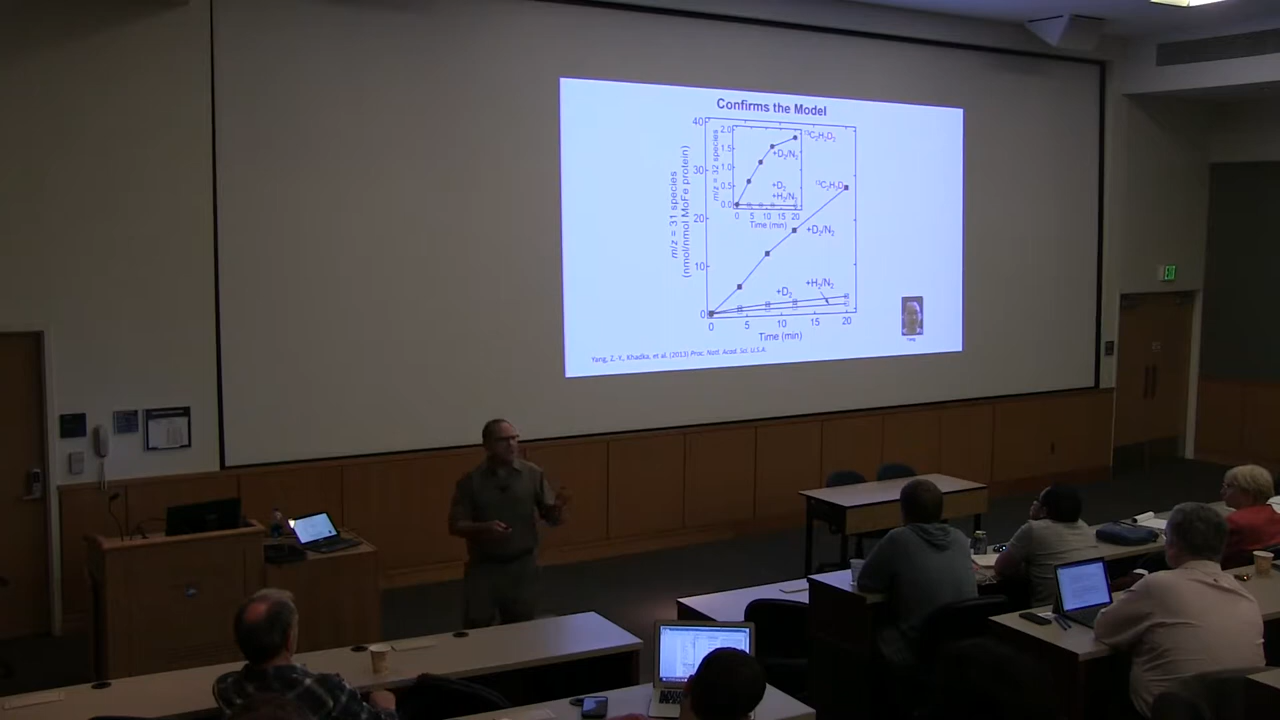 Confirms the Model
m/z = 31 species
(nmol/nmol MoFe protein)
40
30
20
10
0
5
10
15
20
Time (min)
m/z = 32 species
2.0
1.5
1.0
0.5
0.0
0 5 10 15 20
Time (min)
¹³C₂H₂D₂
+D₂/N₂
+D₂
+H₂/N₂
¹³C₂H₃D
+D₂/N₂
+D₂
+H₂/N₂
Yang, Z.-Y., Khadka, et al. (2013) Proc. Natl. Acad. Sci. U.S.A.
Yang
EXIT